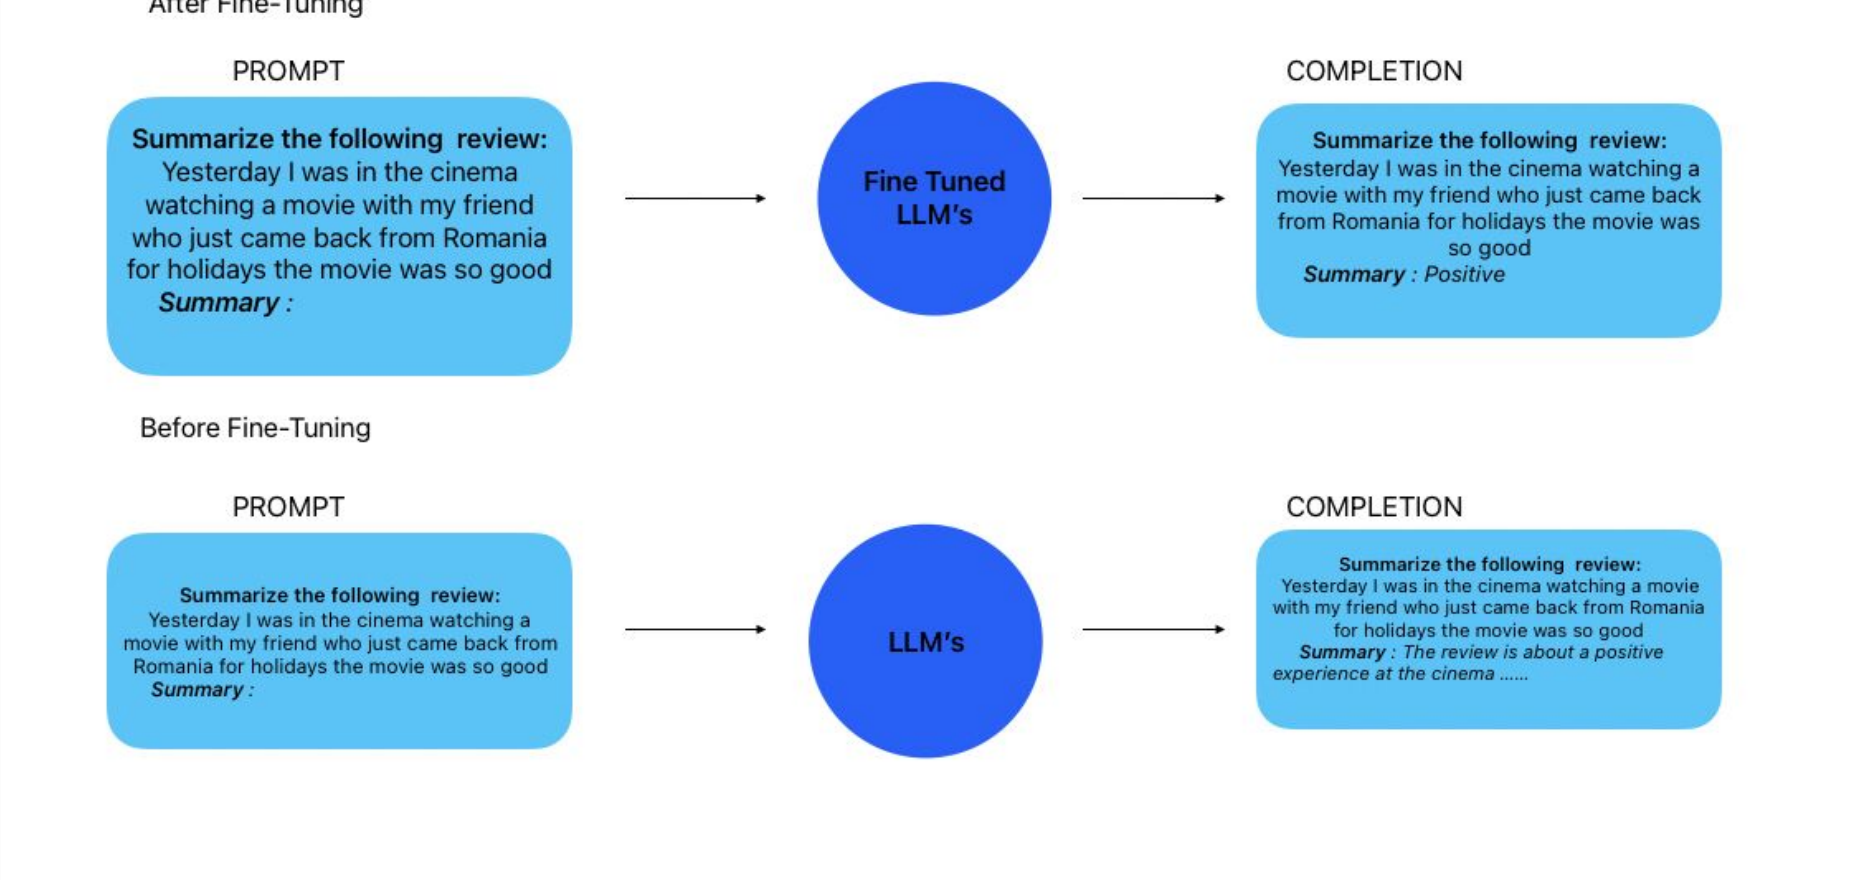 After Fine-Tuning
PROMPT
Summarize the following review:
Yesterday I was in the cinema
watching a movie with my friend
who just came back from Romania
for holidays the movie was so good
Summary :
Fine Tuned
LLM’s
COMPLETION
Summarize the following review:
Yesterday I was in the cinema watching a
movie with my friend who just came back
from Romania for holidays the movie was
so good
Summary : Positive
Before Fine-Tuning
PROMPT
Summarize the following review:
Yesterday I was in the cinema watching a
movie with my friend who just came back from
Romania for holidays the movie was so good
Summary :
LLM’s
COMPLETION
Summarize the following review:
Yesterday I was in the cinema watching a movie
with my friend who just came back from Romania
for holidays the movie was so good
Summary : The review is about a positive
experience at the cinema ......